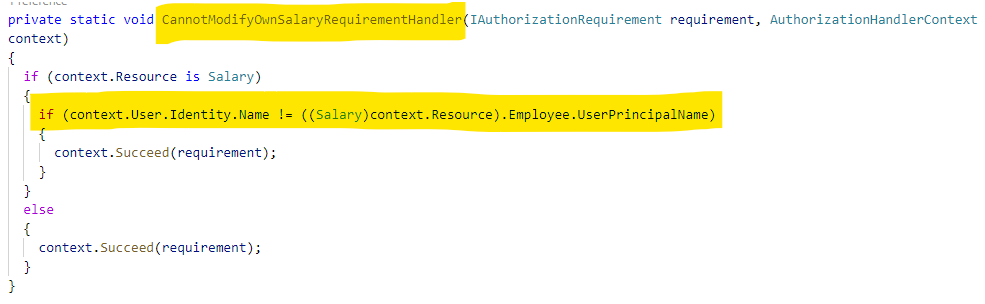 private static void CannotModifyOwnSalaryRequirementHandler(IAuthorizationRequirement requirement, AuthorizationHandlerContext
context)
{
if (context.Resource is Salary)
{
if (context.User.Identity.Name != ((Salary)context.Resource).Employee.UserPrincipalName)
{
context.Succeed(requirement);
}
}
else
{
context.Succeed(requirement);
}
}